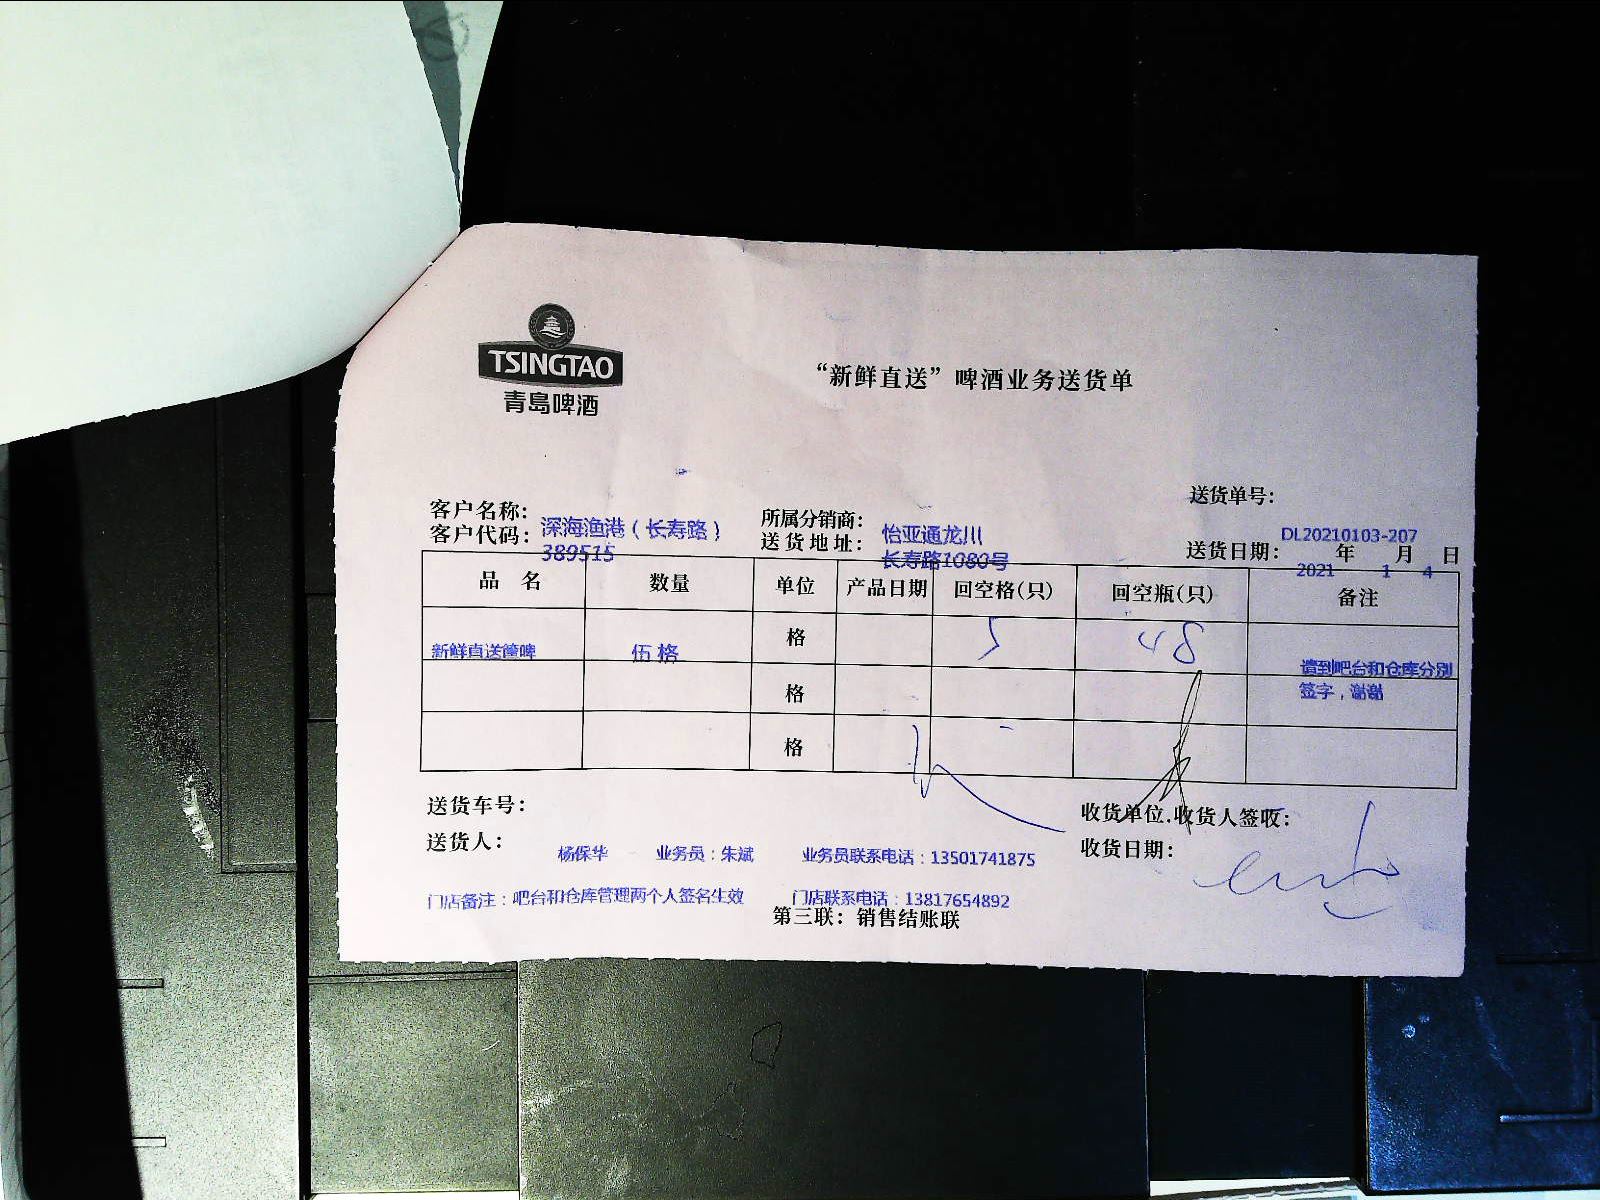 TSINGTAO
青岛啤酒
“新鲜直送”啤酒业务送货单
送货单号:
DL20210103-207
客户名称: 深海渔港（长寿路）
所属分销商: 怡亚通龙川
客户代码: 389515
送货地址: 长寿路1080号
送货日期: 2021 年 1 月 4 日
品 名 数量 单位 产品日期 回空格(只) 回空瓶(只) 备注
新鲜直送箱啤 伍格 格 5 48 请到吧台和仓库分别
签字，谢谢
格
格
送货车号:
收货单位.收货人签收:
送货人: 杨保华 业务员：朱斌 业务员联系电话：13501741875
收货日期:
门店备注：吧台和仓库管理两个人签名生效 门店联系电话：13817654892
第三联: 销售结账联